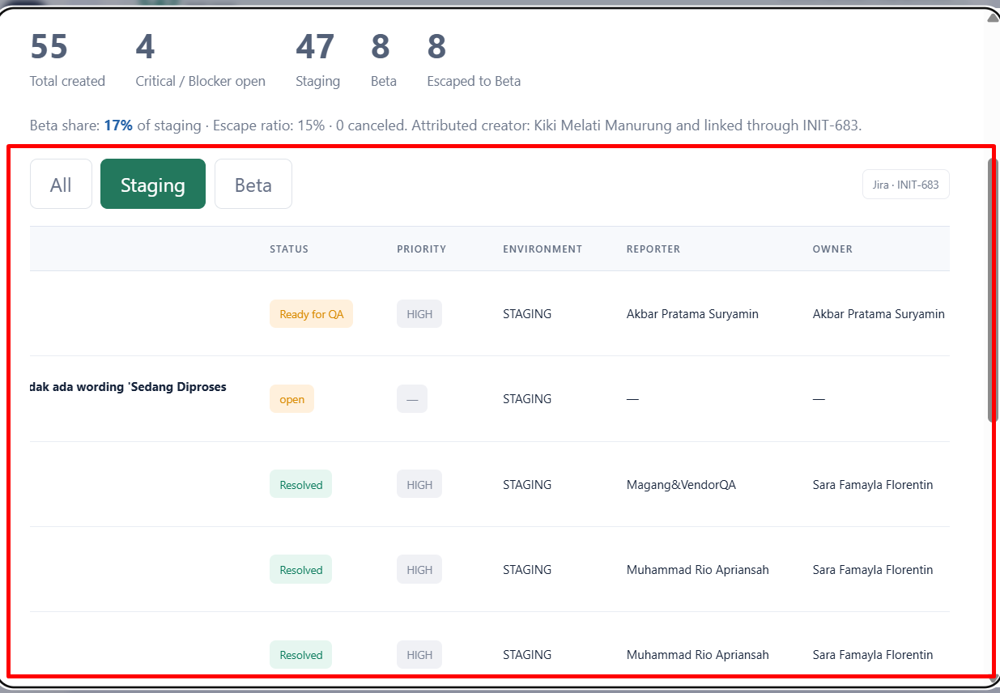 55 4 47 8 8
Total created Critical / Blocker open Staging Beta Escaped to Beta
Beta share: 17% of staging · Escape ratio: 15% · 0 canceled. Attributed creator: Kiki Melati Manurung and linked through INIT-683.
All Staging Beta Jira · INIT-683
STATUS PRIORITY ENVIRONMENT REPORTER OWNER
Ready for QA HIGH STAGING Akbar Pratama Suryamin Akbar Pratama Suryamin
dak ada wording 'Sedang Diproses
open — STAGING — —
Resolved HIGH STAGING Magang&VendorQA Sara Famayla Florentin
Resolved HIGH STAGING Muhammad Rio Apriansah Sara Famayla Florentin
Resolved HIGH STAGING Muhammad Rio Apriansah Sara Famayla Florentin